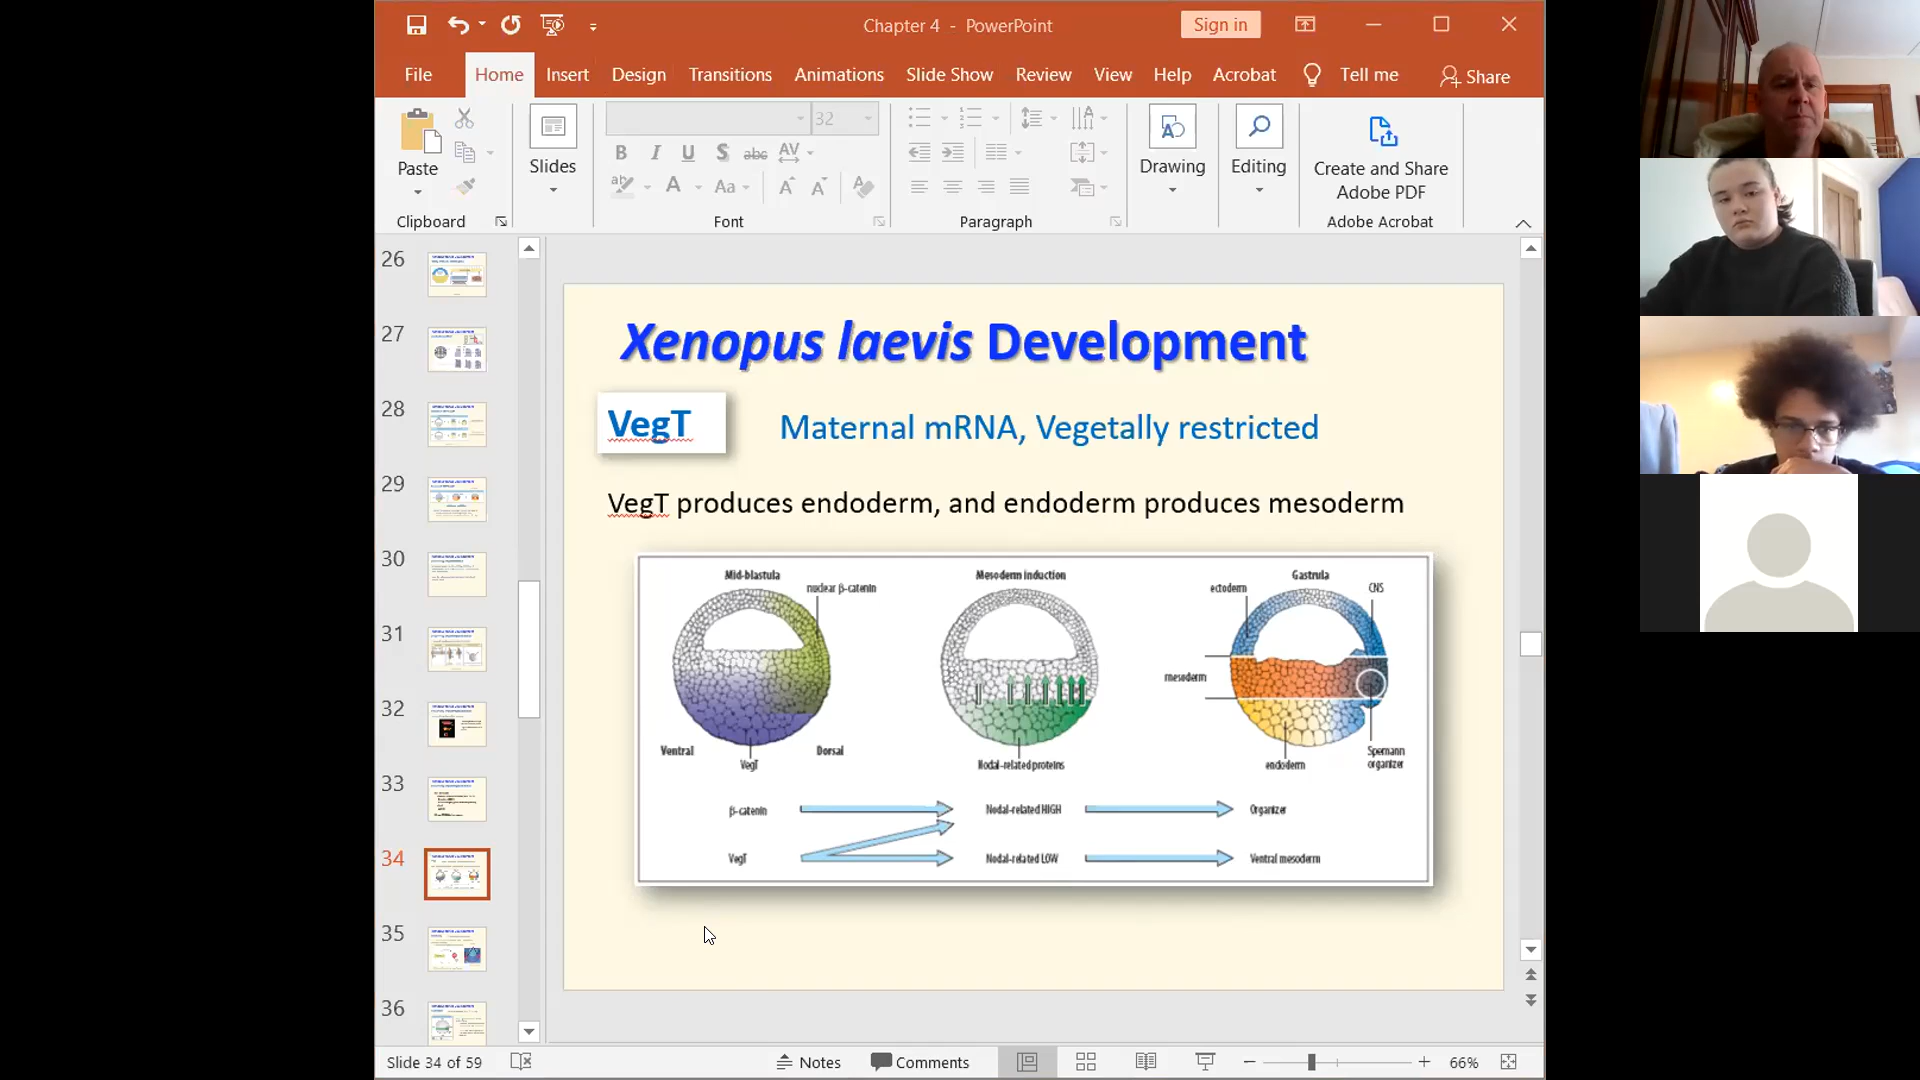 Chapter 4 - PowerPoint
Sign in
File Home Insert Design Transitions Animations Slide Show Review View Help Acrobat Tell me Share
Paste
Clipboard
Slides
32
B I U S abc AV
ab A Aa A A A
Font
Paragraph
Drawing
Editing
Create and Share
Adobe PDF
Adobe Acrobat
26
27
28
29
30
31
32
33
34
35
36
Xenopus laevis Development
VegT
Maternal mRNA, Vegetally restricted
VegT produces endoderm, and endoderm produces mesoderm
Mid-blastula
nuclear β-catenin
Ventral
Dorsal
VegT
Mesoderm induction
Nodal-related proteins
Gastrula
ectoderm
CNS
mesoderm
endoderm
Spemann
organizer
β-catenin Nodal-related HIGH Organizer
VegT Nodal-related LOW Ventral mesoderm
Slide 34 of 59
Notes
Comments
66%